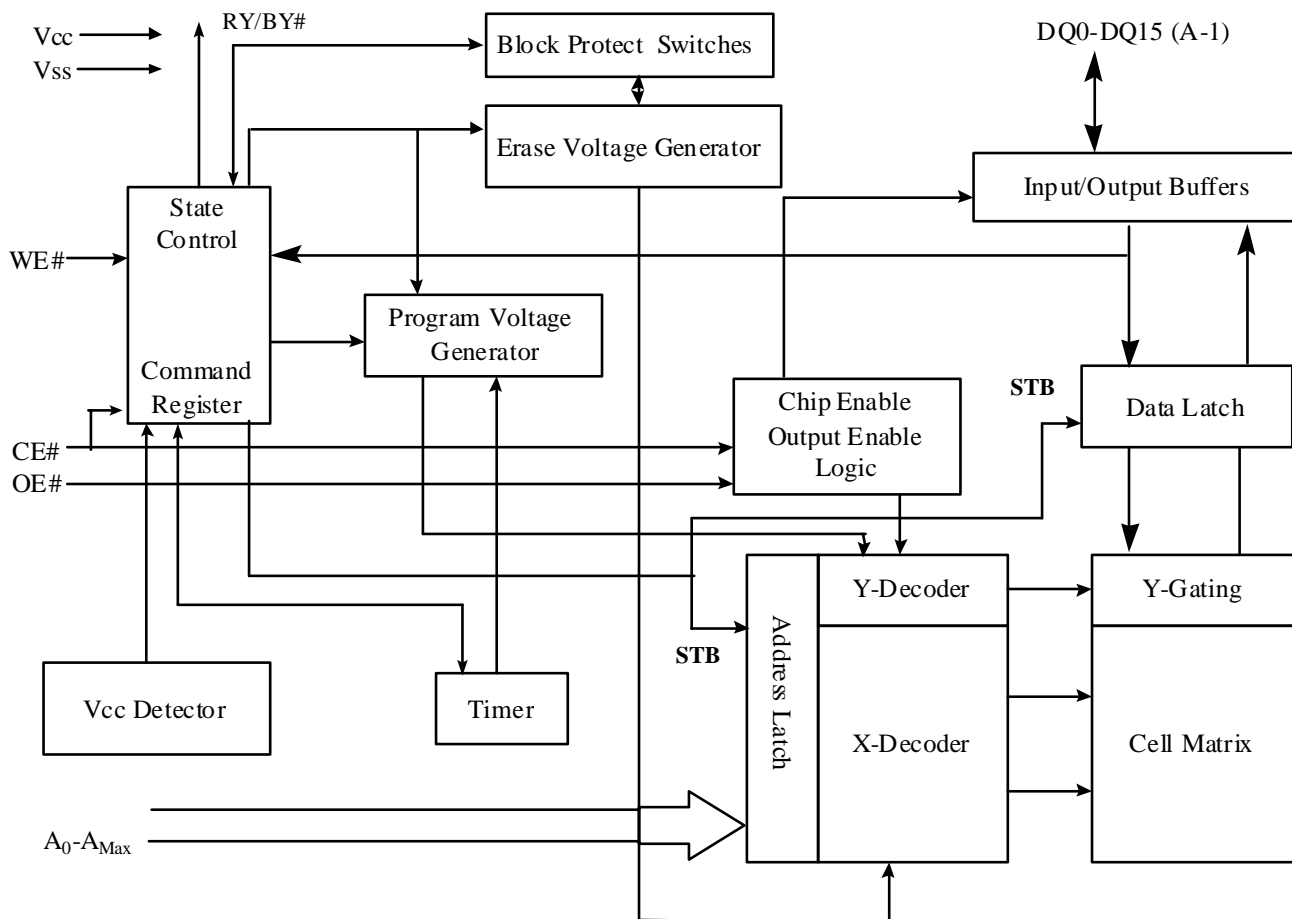 RY/BY#
Vcc
Vss
Block Protect Switches
DQ0-DQ15 (A-1)
Erase Voltage Generator
Input/Output Buffers
State
Control
WE#
Program Voltage
Generator
Command
Register
STB
Chip Enable
Output Enable
Logic
Data Latch
CE#
OE#
Y-Decoder
Y-Gating
STB
Address Latch
Vcc Detector
Timer
X-Decoder
Cell Matrix
A0-AMax